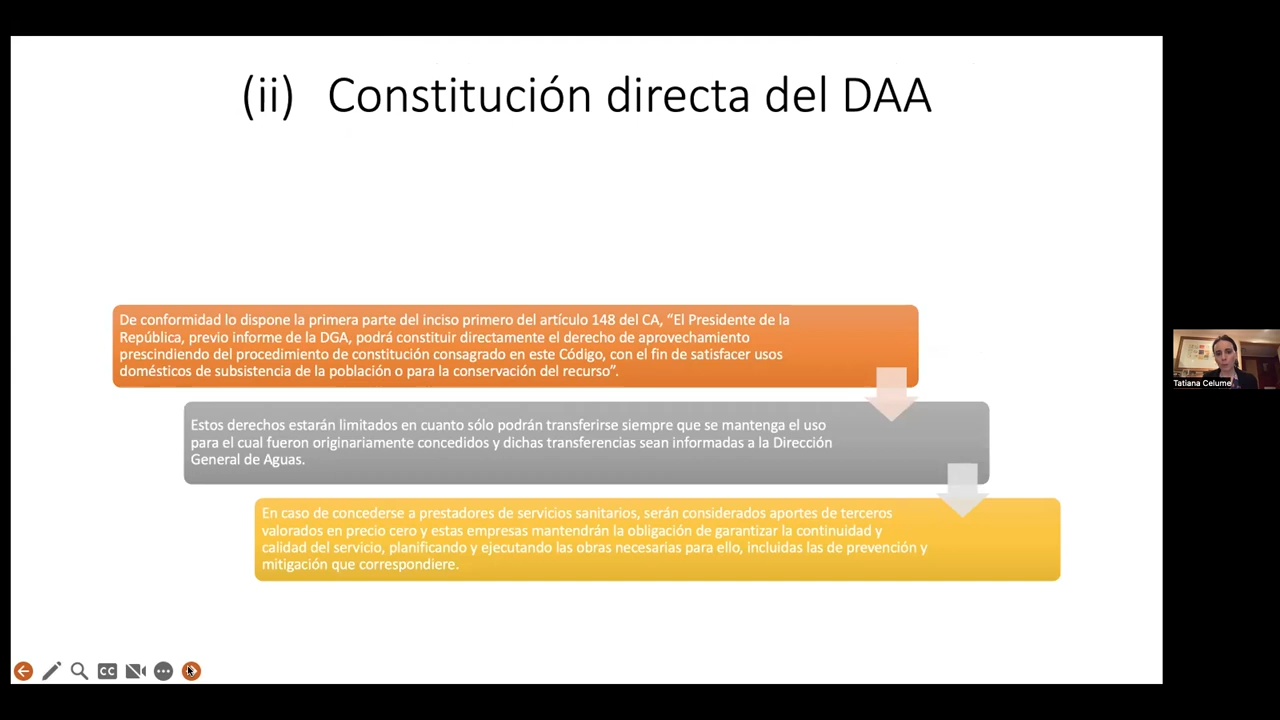 (ii) Constitución directa del DAA
De conformidad lo dispone la primera parte del inciso primero del artículo 148 del CA, “El Presidente de la
República, previo informe de la DGA, podrá constituir directamente el derecho de aprovechamiento
prescindiendo del procedimiento de constitución consagrado en este Código, con el fin de satisfacer usos
domésticos de subsistencia de la población o para la conservación del recurso”.
Estos derechos estarán limitados en cuanto sólo podrán transferirse siempre que se mantenga el uso
para el cual fueron originariamente concedidos y dichas transferencias sean informadas a la Dirección
General de Aguas.
En caso de concederse a prestadores de servicios sanitarios, serán considerados aportes de terceros
valorados en precio cero y estas empresas mantendrán la obligación de garantizar la continuidad y
calidad del servicio, planificando y ejecutando las obras necesarias para ello, incluidas las de prevención y
mitigación que correspondiere.
CC
Tatiana Celume